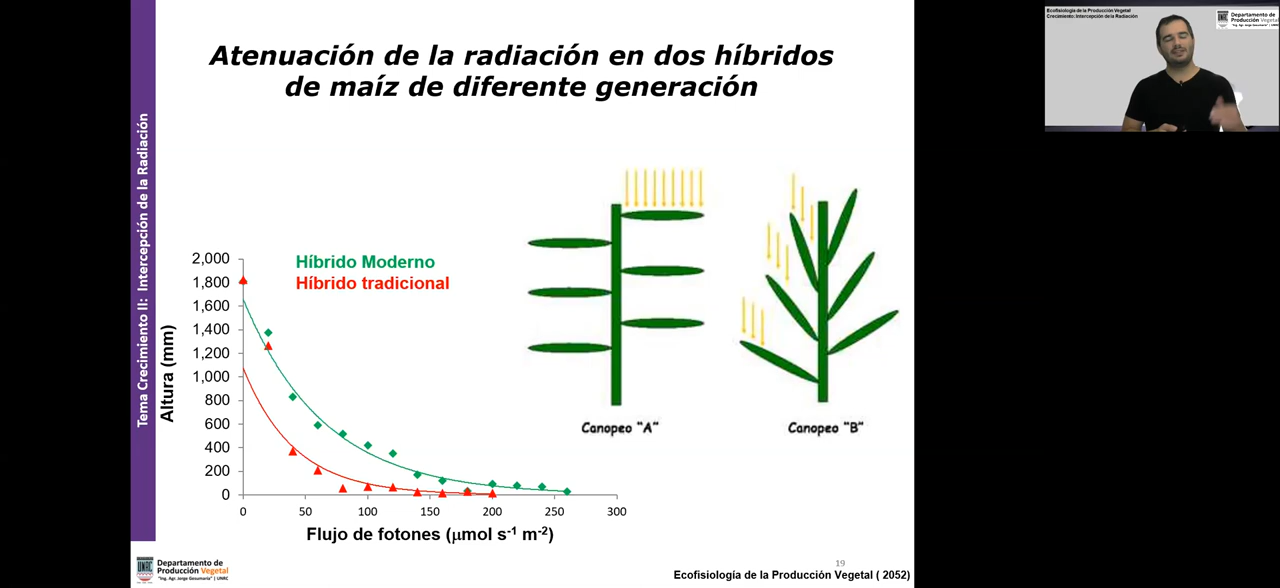 Atenuación de la radiación en dos híbridos
de maíz de diferente generación
Tema Crecimiento II: Intercepción de la Radiación
Híbrido Moderno
Híbrido tradicional
Altura (mm)
2,000
1,800
1,600
1,400
1,200
1,000
800
600
400
200
0
0 50 100 150 200 250 300
Flujo de fotones (μmol s-1 m-2)
Canopeo "A"
Canopeo "B"
UNRC
Departamento de
Producción Vegetal
"Ing. Agr. Jorge Gesumaria" | UNRC
19
Ecofisiología de la Producción Vegetal ( 2052)
Ecofisiología de la Producción Vegetal
Crecimiento: Intercepción de la Radiación
Departamento de
Producción Vegetal